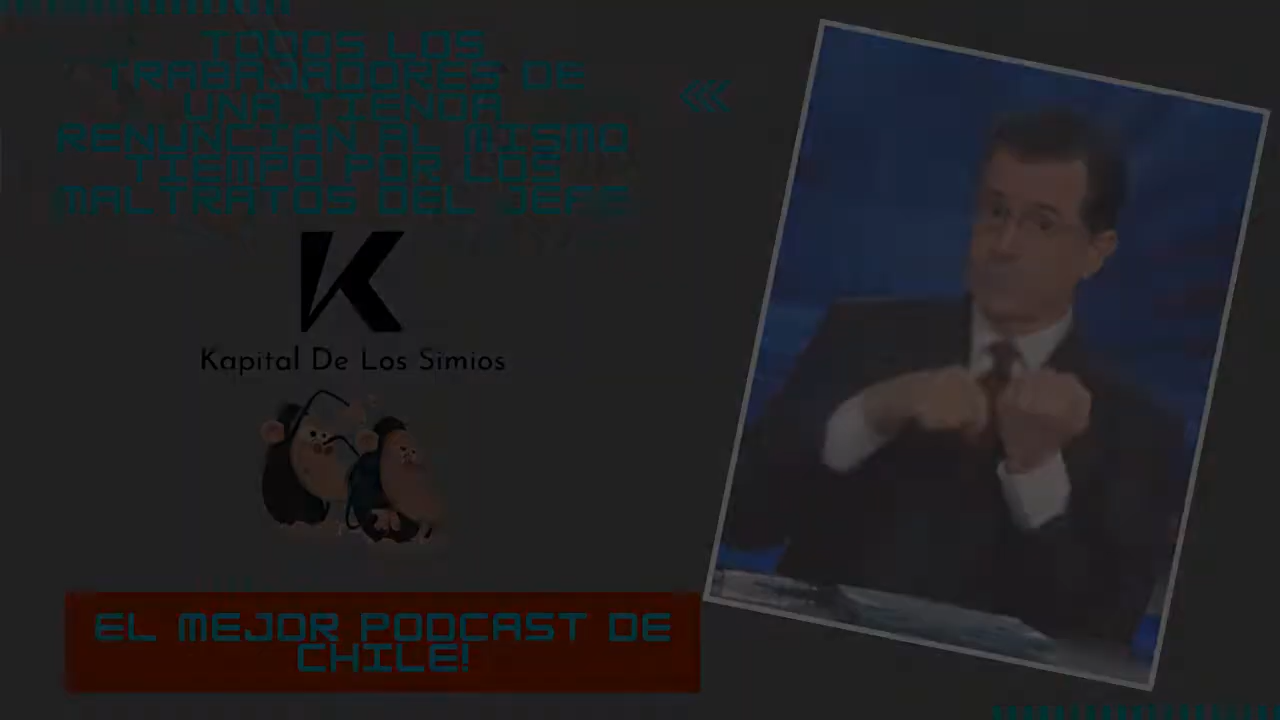 TODOS LOS
TRABAJADORES DE
UNA TIENDA
RENUNCIAN AL MISMO
TIEMPO POR LOS
MALTRATOS DEL JEFE
K
Kapital De Los Simios
EL MEJOR PODCAST DE
CHILE!